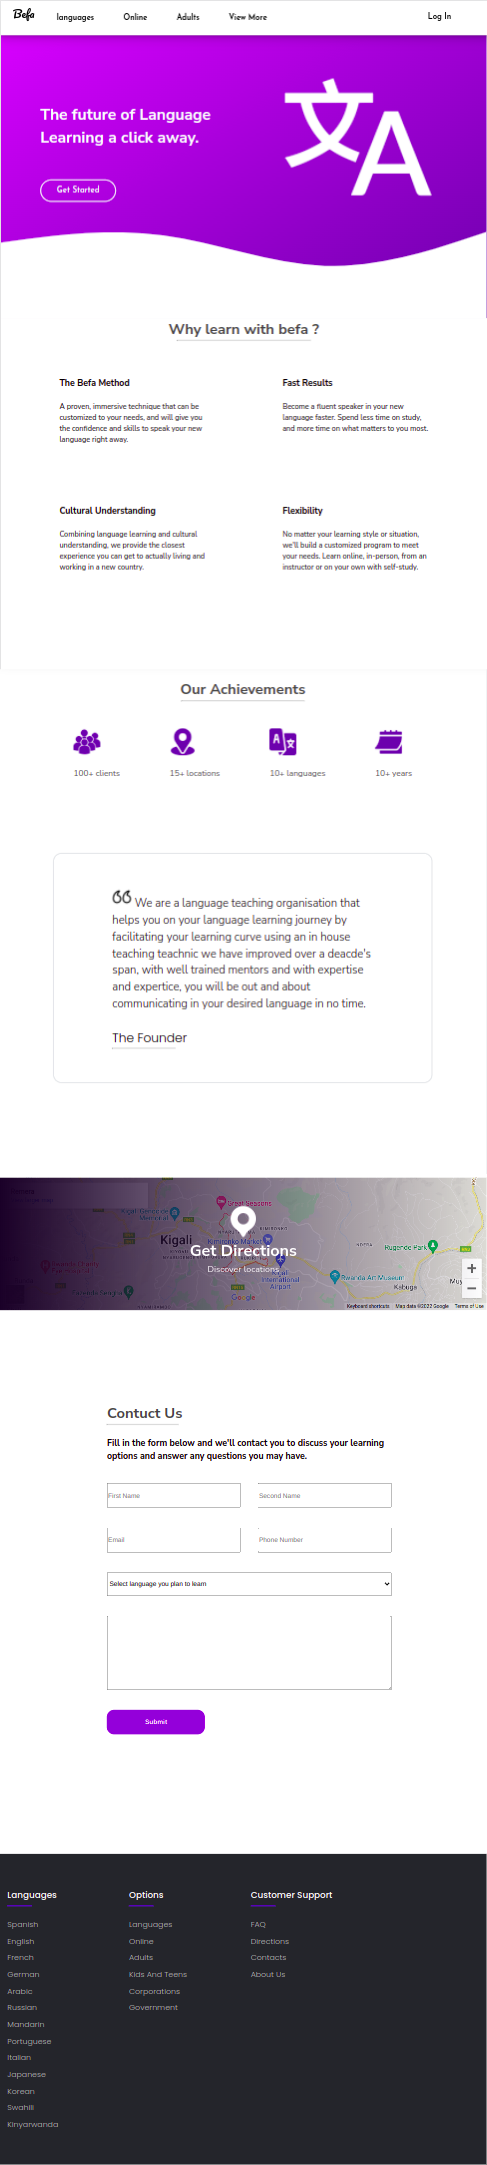 Befa
languages Online Adults View More Log In
The future of Language
Learning a click away.
文A
Get Started
Why learn with befa ?
The Befa Method
A proven, immersive technique that can be
customized to your needs, and will give you
the confidence and skills to speak your new
language right away.
Fast Results
Become a fluent speaker in your new
language faster. Spend less time on study,
and more time on what matters to you most.
Cultural Understanding
Combining language learning and cultural
understanding, we provide the closest
experience you can get to actually living and
working in a new country.
Flexibility
No matter your learning style or situation,
we'll build a customized program to meet
your needs. Learn online, in-person, from an
instructor or on your own with self-study.
Our Achievements
100+ clients
15+ locations
10+ languages
10+ years
We are a language teaching organisation that
helps you on your language learning journey by
facilitating your learning curve using an in house
teaching teachnic we have improved over a deacde's
span, with well trained mentors and with expertise
and expertice, you will be out and about
communicating in your desired language in no time.
The Founder
Great Seasons
Kigali
Kimironko Market
KIMIRONKO
NDERA
Rugende Park
Get Directions
Discover locations
Kigali
International
Airport
Rwanda Art Museum
Kabuga
Google
Keyboard shortcuts Map data ©2022 Google Terms of Use
Contuct Us
Fill in the form below and we'll contact you to discuss your learning
options and answer any questions you may have.
First Name
Second Name
Email
Phone Number
Select language you plan to learn
Submit
Languages
Spanish
English
French
German
Arabic
Russian
Mandarin
Portuguese
Italian
Japanese
Korean
Swahili
Kinyarwanda
Options
Languages
Online
Adults
Kids And Teens
Corporations
Government
Customer Support
FAQ
Directions
Contacts
About Us